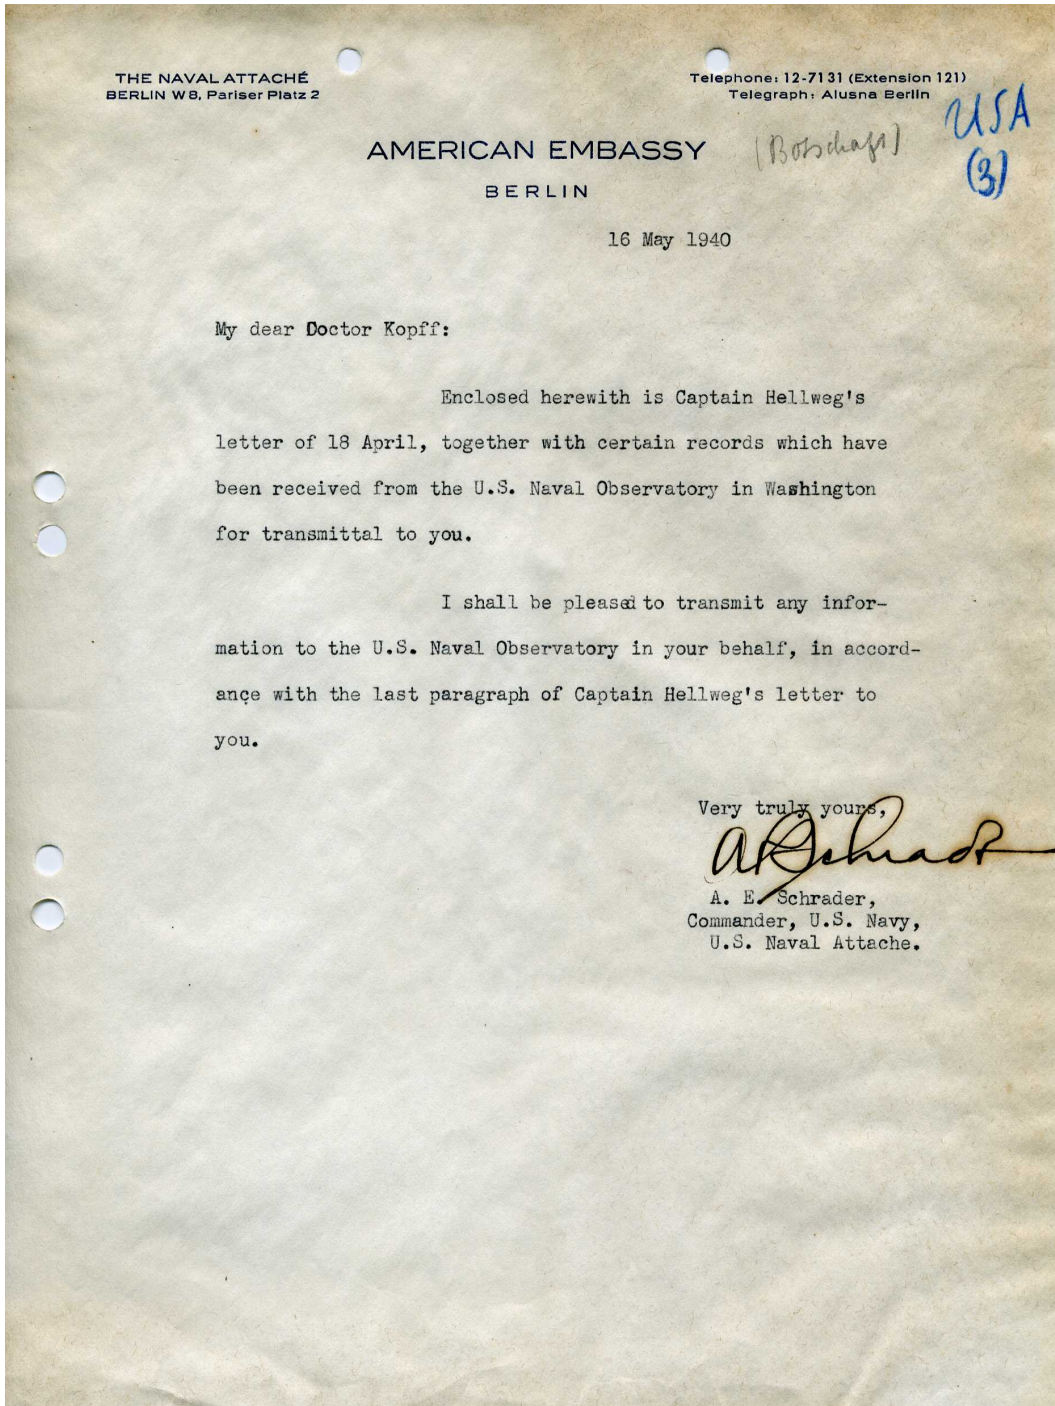 THE NAVAL ATTACHÉ
BERLIN W8, Pariser Platz 2
Telephone: 12-7131 (Extension 121)
Telegraph: Alusna Berlin
USA
(3)
AMERICAN EMBASSY
(Botschaft)
BERLIN
16 May 1940
My dear Doctor Kopff:
Enclosed herewith is Captain Hellweg's
letter of 18 April, together with certain records which have
been received from the U.S. Naval Observatory in Washington
for transmittal to you.
I shall be pleased to transmit any infor-
mation to the U.S. Naval Observatory in your behalf, in accord-
ance with the last paragraph of Captain Hellweg's letter to
you.
Very truly yours,
A E Schrader
A. E. Schrader,
Commander, U.S. Navy,
U.S. Naval Attache.